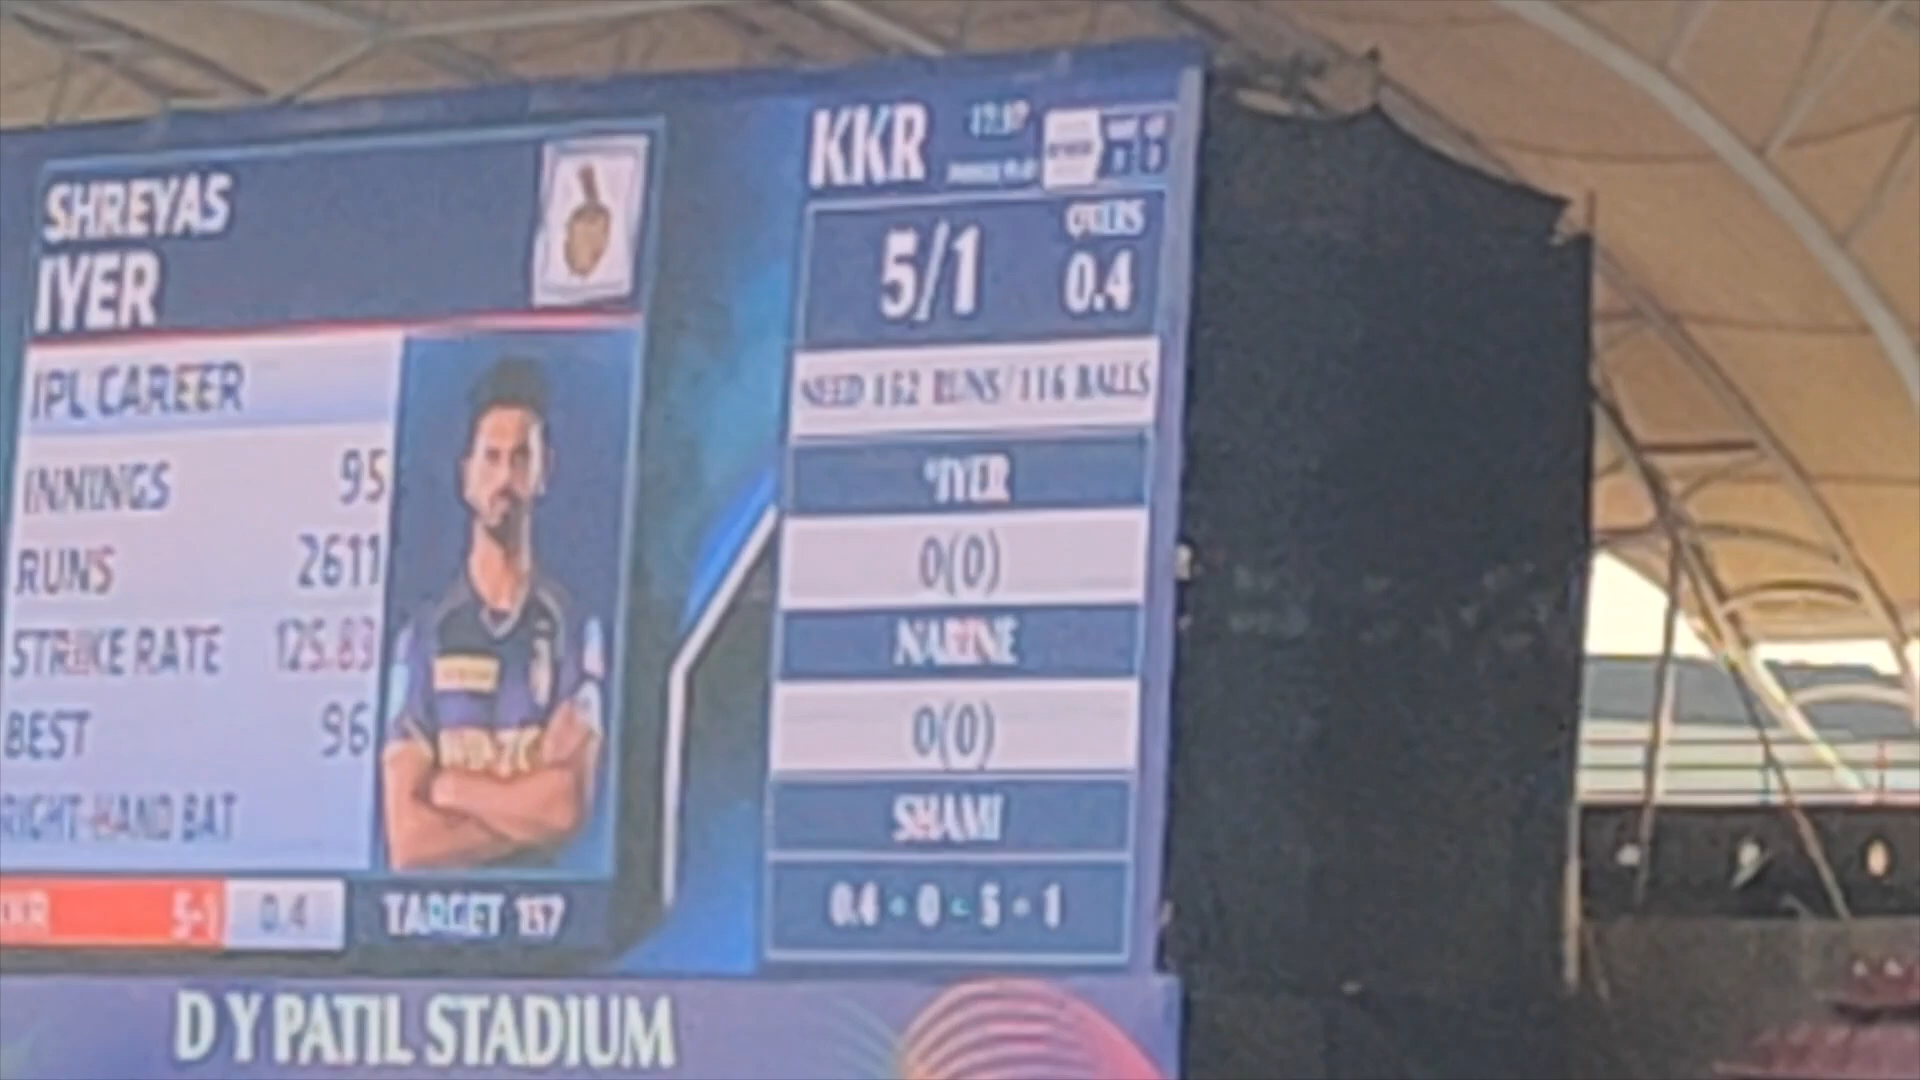 SHREYAS
IYER
IPL CAREER
INNINGS 95
RUNS 2611
STRIKE RATE 125.83
BEST 96
RIGHT-HAND BAT
KKR 5-1 0.4 TARGET 157
KKR
5/1 OVERS
0.4
NEED 152 RUNS/116 BALLS
*IYER
0(0)
NARINE
0(0)
SHAMI
0.4 - 0 - 5 - 1
D Y PATIL STADIUM